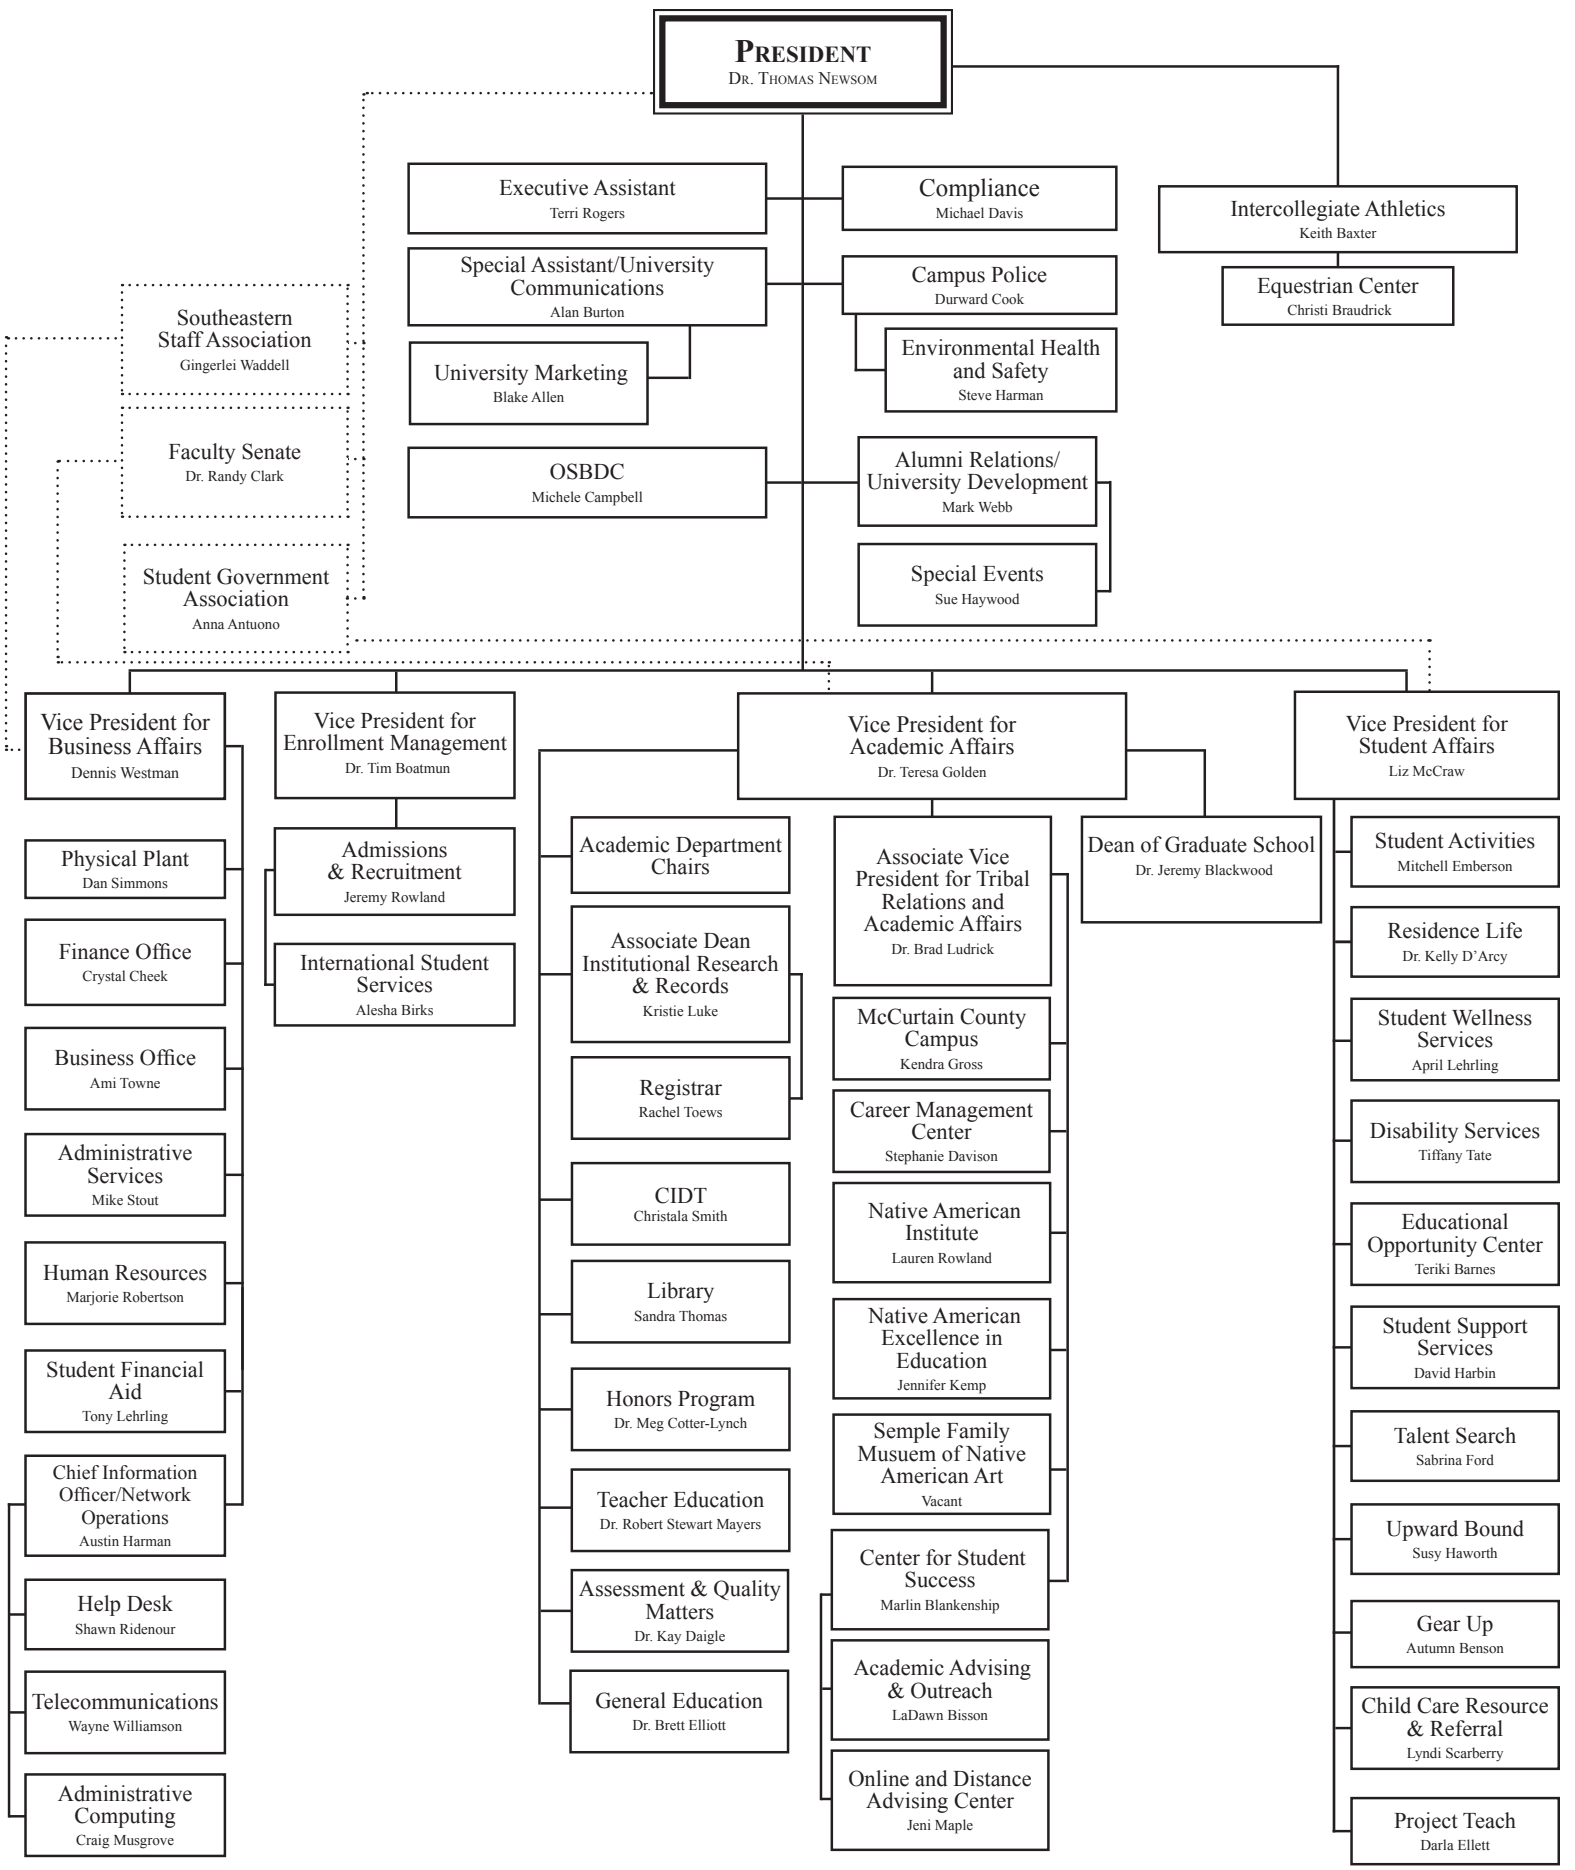 PRESIDENT
DR. THOMAS NEWSOM
Executive Assistant
Terri Rogers
Compliance
Michael Davis
Intercollegiate Athletics
Keith Baxter
Special Assistant/University
Communications
Alan Burton
Campus Police
Durward Cook
Equestrian Center
Christi Braudrick
Southeastern
Staff Association
Gingerlei Waddell
University Marketing
Blake Allen
Environmental Health
and Safety
Steve Harman
Faculty Senate
Dr. Randy Clark
OSBDC
Michele Campbell
Alumni Relations/
University Development
Mark Webb
Student Government
Association
Anna Antuono
Special Events
Sue Haywood
Vice President for
Business Affairs
Dennis Westman
Physical Plant
Dan Simmons
Finance Office
Crystal Cheek
Business Office
Ami Towne
Administrative
Services
Mike Stout
Human Resources
Marjorie Robertson
Student Financial
Aid
Tony Lehrling
Chief Information
Officer/Network
Operations
Austin Harman
Help Desk
Shawn Ridenour
Telecommunications
Wayne Williamson
Administrative
Computing
Craig Musgrove
Vice President for
Enrollment Management
Dr. Tim Boatmun
Admissions
& Recruitment
Jeremy Rowland
International Student
Services
Alesha Birks
Vice President for
Academic Affairs
Dr. Teresa Golden
Academic Department
Chairs
Associate Dean
Institutional Research
& Records
Kristie Luke
Registrar
Rachel Toews
CIDT
Christala Smith
Library
Sandra Thomas
Honors Program
Dr. Meg Cotter-Lynch
Teacher Education
Dr. Robert Stewart Mayers
Assessment & Quality
Matters
Dr. Kay Daigle
General Education
Dr. Brett Elliott
Associate Vice
President for Tribal
Relations and
Academic Affairs
Dr. Brad Ludrick
McCurtain County
Campus
Kendra Gross
Career Management
Center
Stephanie Davison
Native American
Institute
Lauren Rowland
Native American
Excellence in
Education
Jennifer Kemp
Semple Family
Musuem of Native
American Art
Vacant
Center for Student
Success
Marlin Blankenship
Academic Advising
& Outreach
LaDawn Bisson
Online and Distance
Advising Center
Jeni Maple
Dean of Graduate School
Dr. Jeremy Blackwood
Vice President for
Student Affairs
Liz McCraw
Student Activities
Mitchell Emberson
Residence Life
Dr. Kelly D’Arcy
Student Wellness
Services
April Lehrling
Disability Services
Tiffany Tate
Educational
Opportunity Center
Teriki Barnes
Student Support
Services
David Harbin
Talent Search
Sabrina Ford
Upward Bound
Susy Haworth
Gear Up
Autumn Benson
Child Care Resource
& Referral
Lyndi Scarberry
Project Teach
Darla Ellett